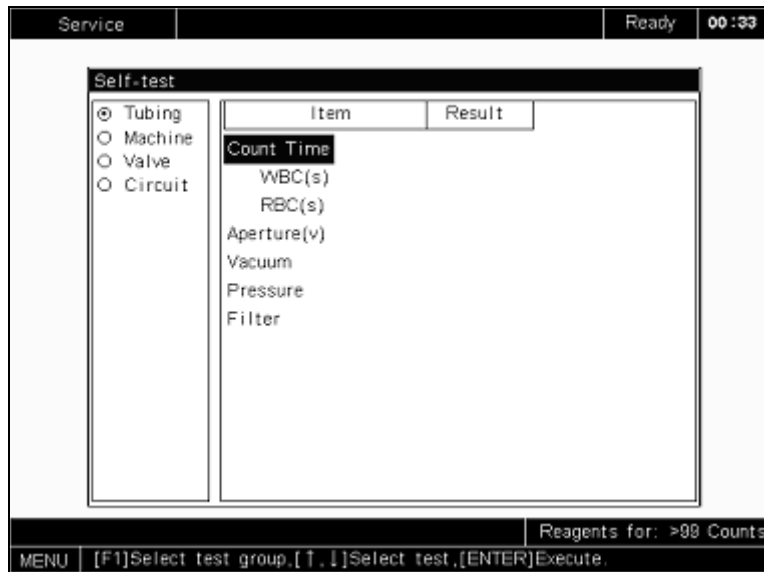 Service Ready 00:33
Self-test
Tubing
Machine
Valve
Circuit
Item Result
Count Time
WBC(s)
RBC(s)
Aperture(v)
Vacuum
Pressure
Filter
Reagents for: >99 Counts
MENU [F1]Select test group,[↑,↓]Select test,[ENTER]Execute.